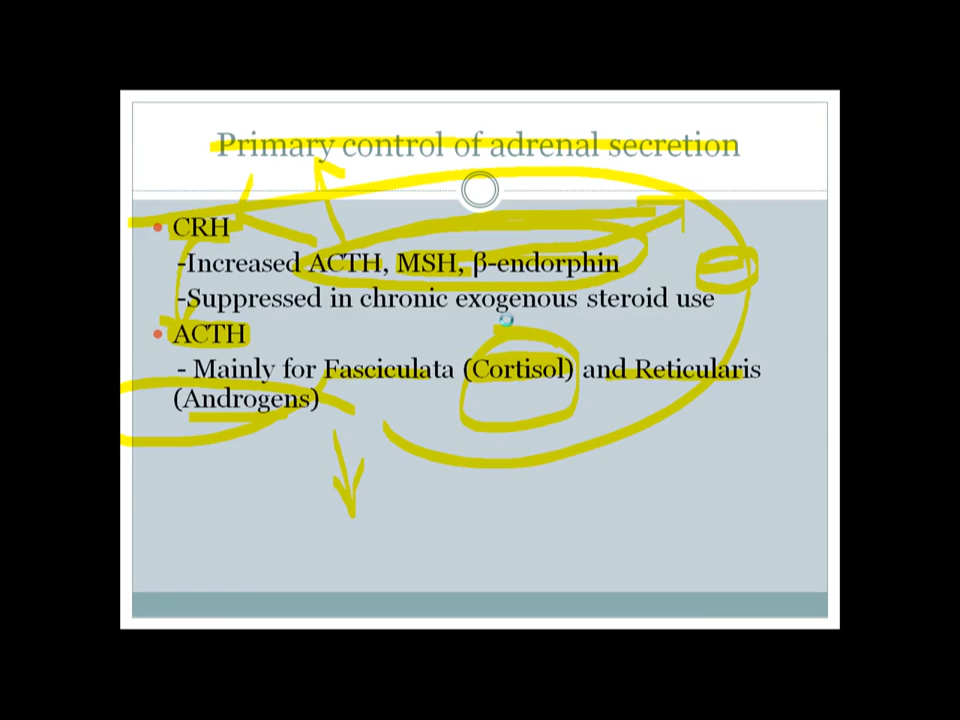 Primary control of adrenal secretion
• CRH
-Increased ACTH, MSH, β-endorphin
-Suppressed in chronic exogenous steroid use
• ACTH
- Mainly for Fasciculata (Cortisol) and Reticularis
(Androgens)